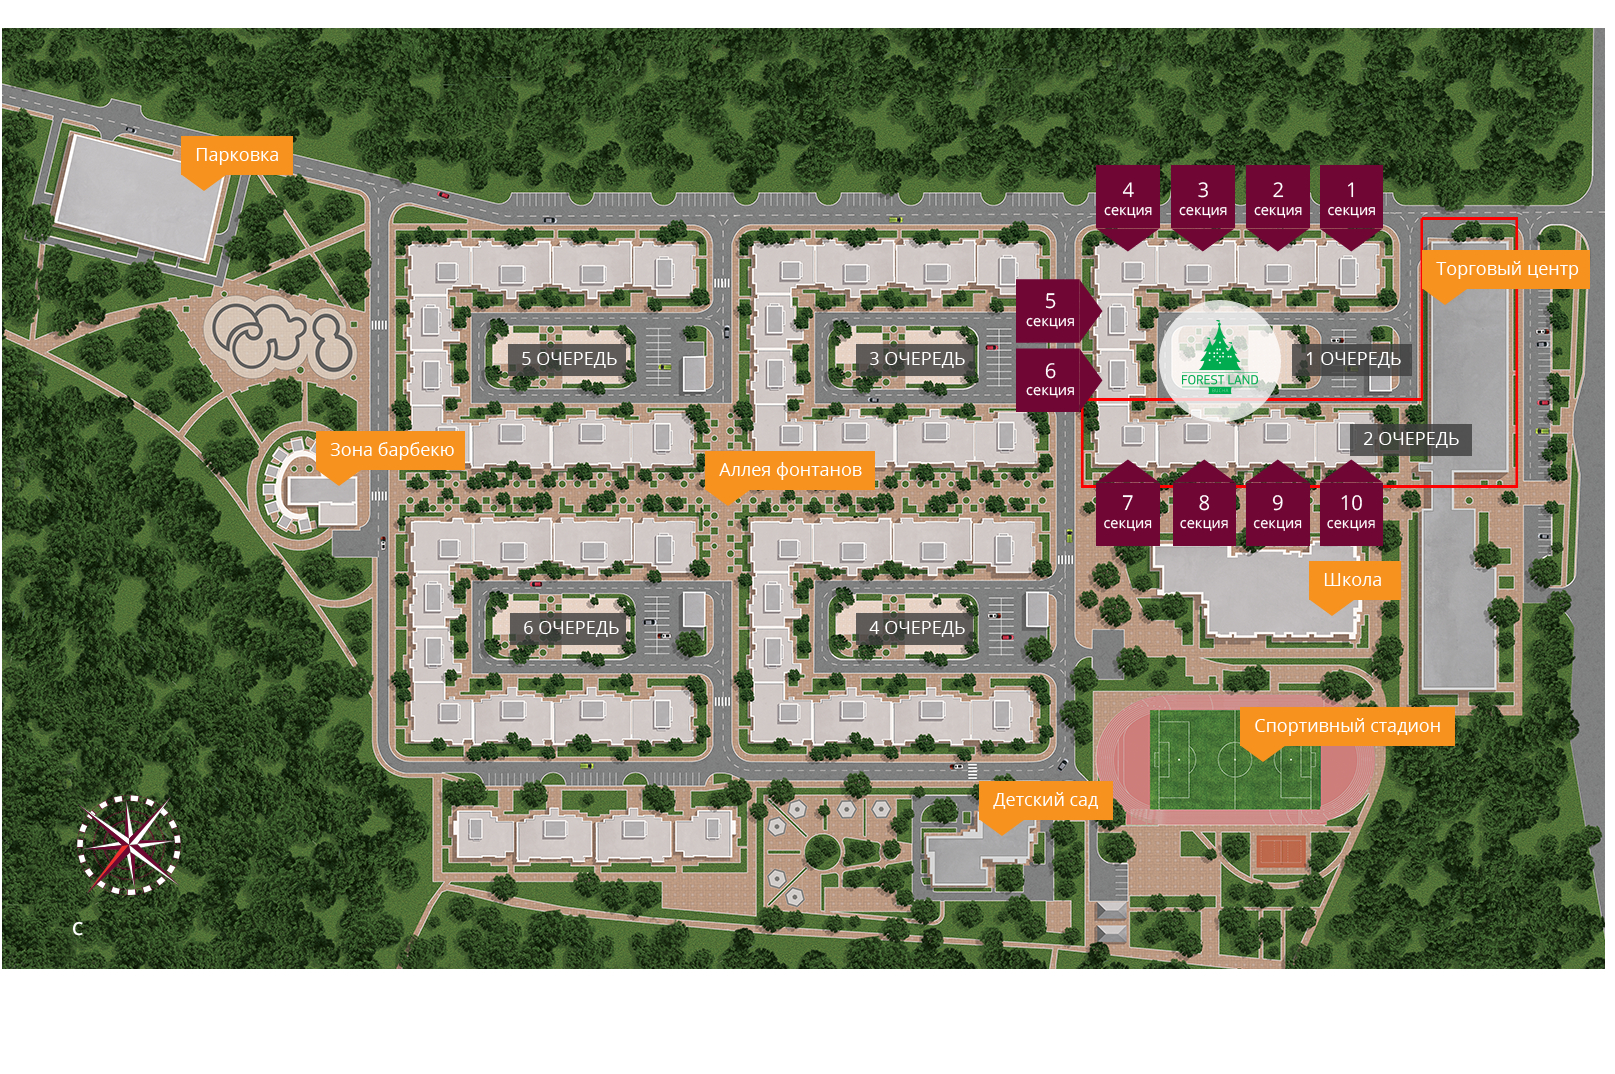 Парковка
4
секция
3
секция
2
секция
1
секция
Торговый центр
5
секция
6
секция
5 ОЧЕРЕДЬ
3 ОЧЕРЕДЬ
FOREST LAND
1 ОЧЕРЕДЬ
2 ОЧЕРЕДЬ
Зона барбекю
Аллея фонтанов
7
секция
8
секция
9
секция
10
секция
Школа
6 ОЧЕРЕДЬ
4 ОЧЕРЕДЬ
Спортивный стадион
Детский сад
С